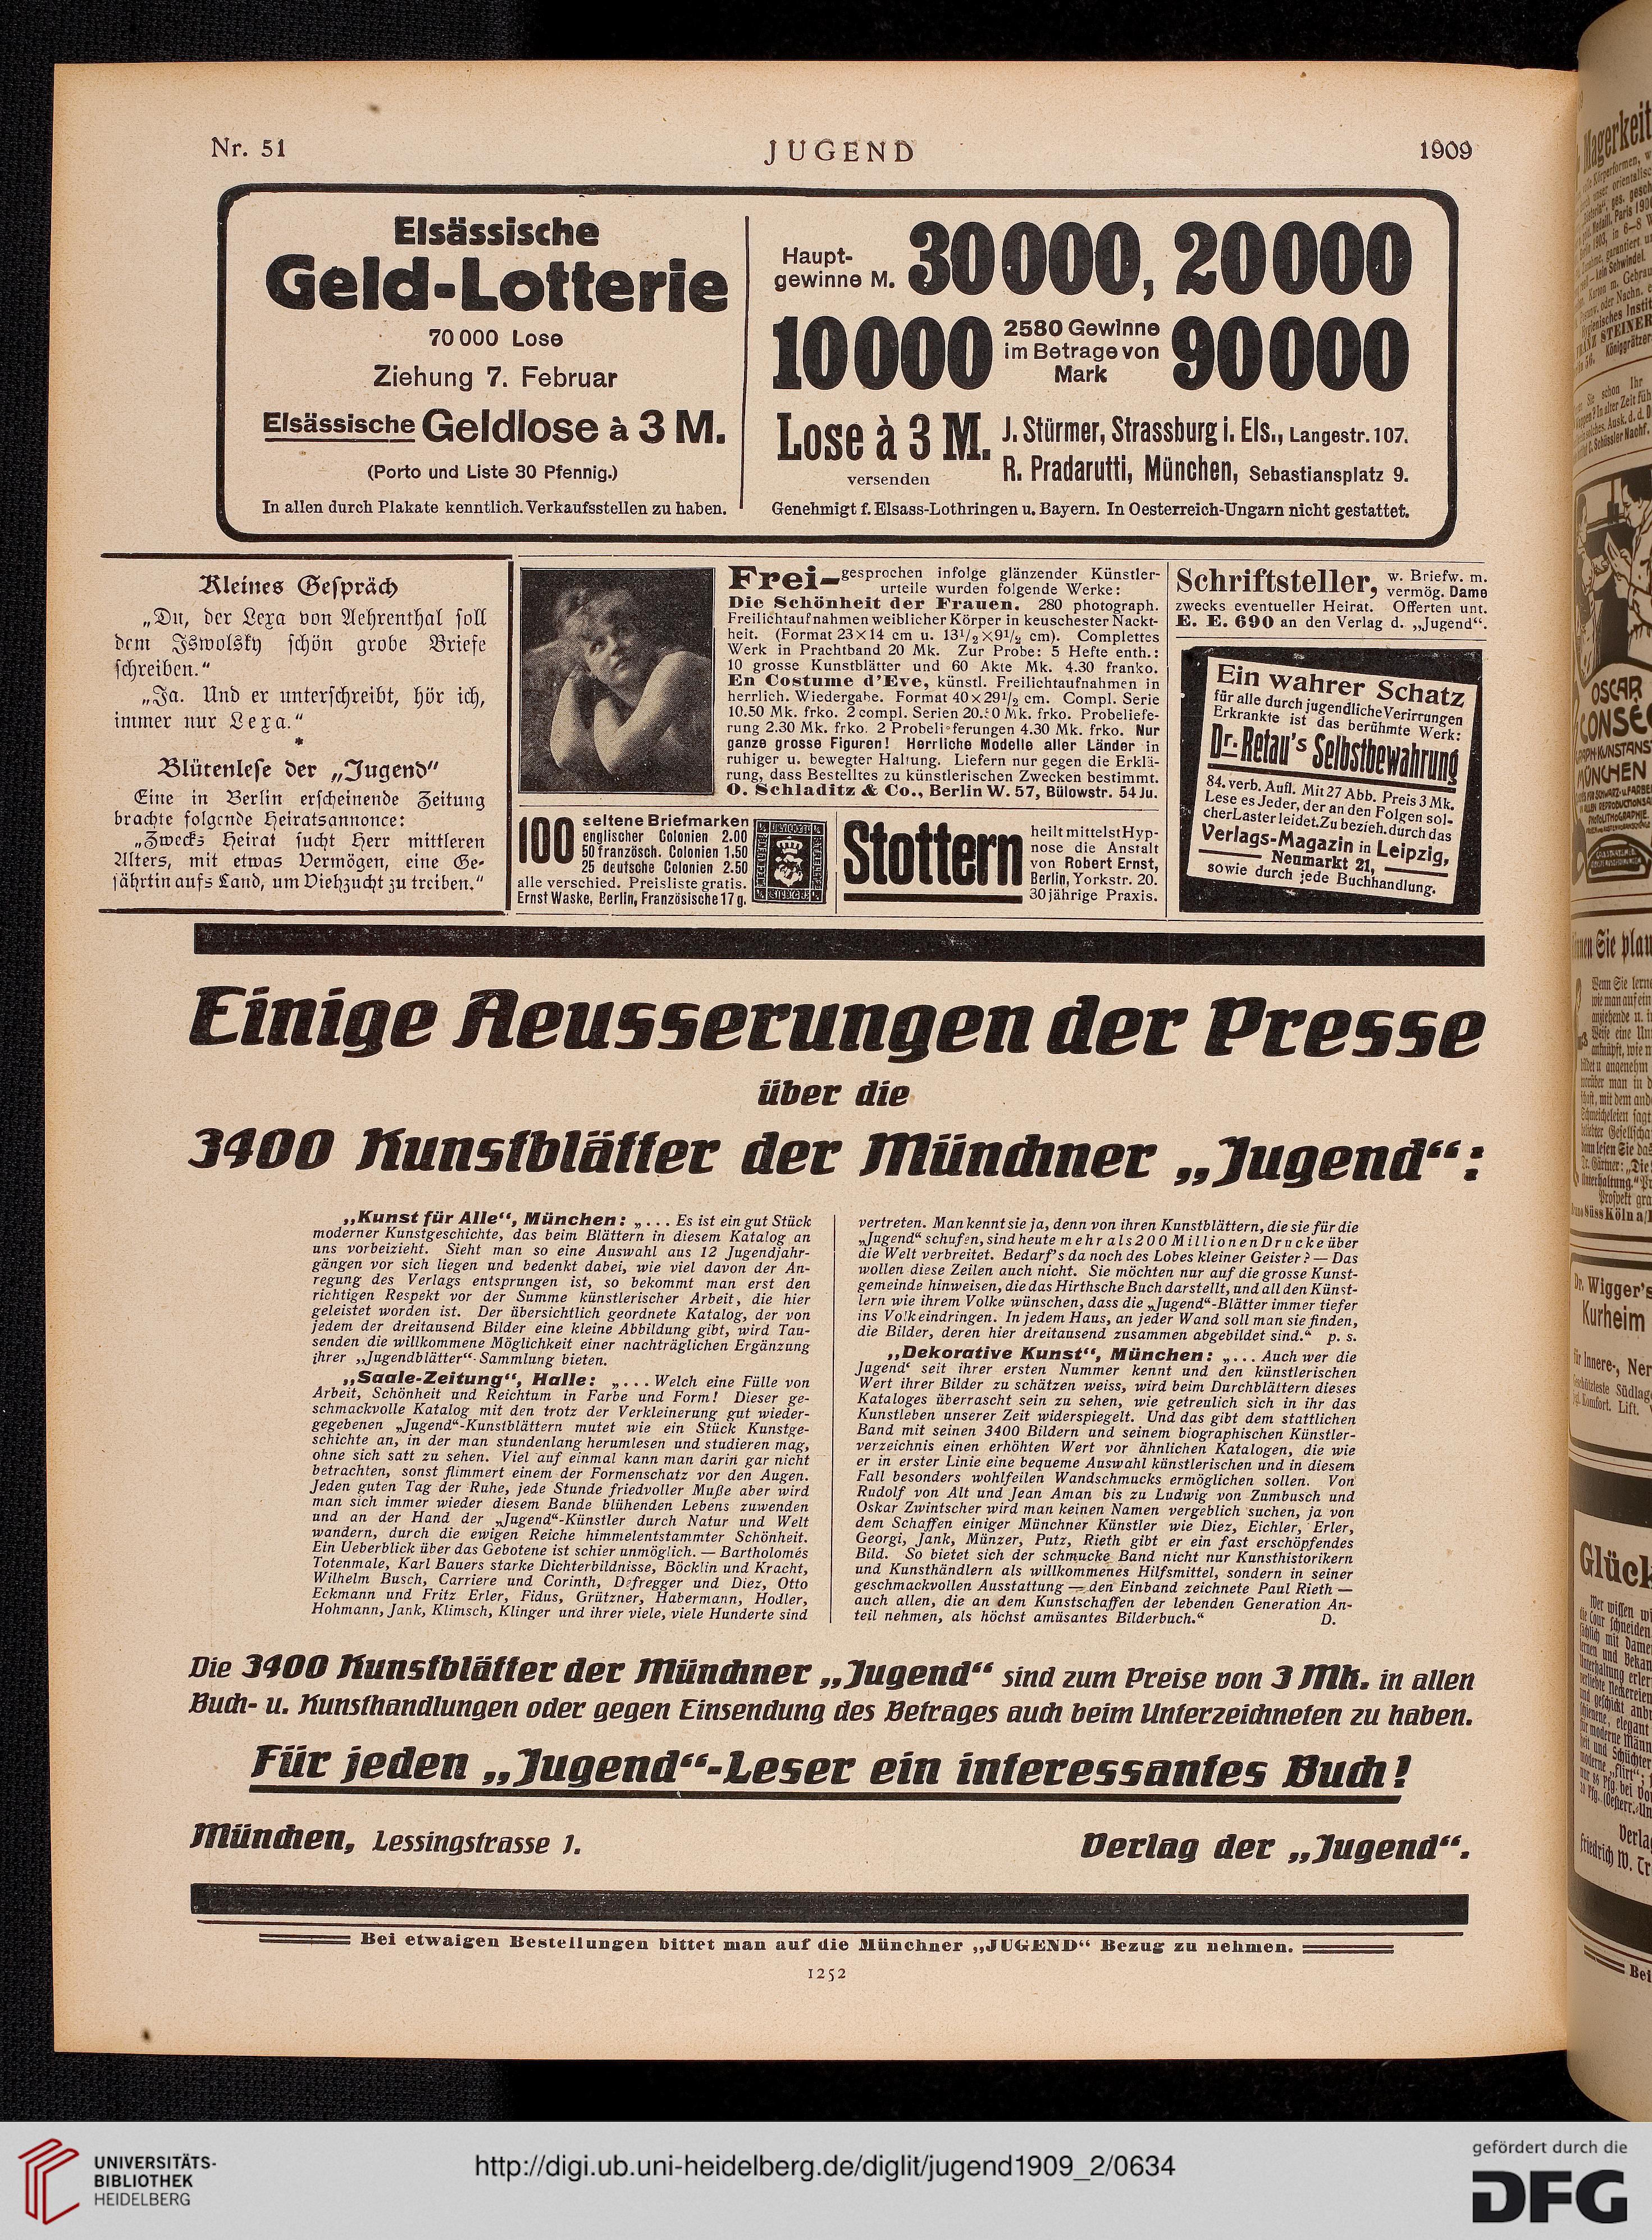 Nr. 51
JUGEND
1909
Elsässische
Geld-Lotterie
70 000 Lose
Ziehung 7. Februar
Elsässische Geldlose à 3 M.
(Porto und Liste 30 Pfennig.)
In allen durch Plakate kenntlich. Verkaufsstellen zu haben.
Haupt-
gewinne M. 30 000, 20 000
10 000 2580 Gewinne
im Betrage von
Mark 90 000
Lose à 3 M.
versenden
J. Stürmer, Strassburg i. Els., Langestr. 107.
R. Pradarutti, München, Sebastiansplatz 9.
Genehmigt f. Elsass-Lothringen u. Bayern. In Oesterreich-Ungarn nicht gestattet.
Kleines Gespräch
„Du, der Lexa von Aehrenthal soll
dem Iswolsky schön grobe Briefe
schreiben.“
„Ja. Und er unterschreibt, hör ich,
immer nur Lexa.“
*
Blütenlese der „Jugend“
Eine in Berlin erscheinende Zeitung
brachte folgende Heiratsannonce:
„Zwecks Heirat sucht Herr mittleren
Alters, mit etwas Vermögen, eine Ge-
fährtin aufs Land, um Viehzucht zu treiben.“
Frei-gesprochen infolge glänzender Künstler-
urteile wurden folgende Werke:
Die Schönheit der Frauen. 280 photograph.
Freilichtaufnahmen weiblicher Körper in keuschester Nackt-
heit. (Format 23×14 cm u. 13½×9½ cm). Complettes
Werk in Prachtband 20 Mk. Zur Probe: 5 Hefte enth.:
10 grosse Kunstblätter und 60 Akte Mk. 4.30 franko.
En Costume d'Eve, künstl. Freilichtaufnahmen in
herrlich. Wiedergabe. Format 40×29½ cm. Compl. Serie
10.50 Mk. frko. 2 compl. Serien 20.50 Mk. frko. Probeliefe-
rung 2.30 Mk. frko. 2 Probelieferungen 4.30 Mk. frko. Nur
ganze grosse Figuren! Herrliche Modelle aller Länder in
ruhiger u. bewegter Haltung. Liefern nur gegen die Erklä-
rung, dass Bestelltes zu künstlerischen Zwecken bestimmt.
O. Schladitz & Co., Berlin W. 57, Bülowstr. 54 Ju.
100 seltene Briefmarken
englischer Colonien 2.00
50 französch. Colonien 1.50
25 deutsche Colonien 2.50
alle verschied. Preisliste gratis.
Ernst Waske, Berlin, Französische 17 g.
Stottern
heilt mittelst Hyp-
nose die Anstalt
von Robert Ernst,
Berlin, Yorkstr. 20.
30jährige Praxis.
Schriftsteller, w. Briefw. m.
vermög. Dame
zwecks eventueller Heirat. Offerten unt.
E. E. 690 an den Verlag d. „Jugend“.
Ein wahrer Schatz
für alle durch jugendliche Verirrungen
Erkrankte ist das berühmte Werk:
Dr. Retau's Selbstbewahrung
84. verb. Aufl. Mit 27 Abb. Preis 3 Mk.
Lese es Jeder, der an den Folgen sol-
cher Laster leidet. Zu bezieh. durch das
Verlags-Magazin in Leipzig,
Neumarkt 21,
sowie durch jede Buchhandlung.
Einige Aeusserungen der Presse
über die
3400 Kunstblätter der Münchner „Jugend“:
„Kunst für Alle“, München: „. . . Es ist ein gut Stück
moderner Kunstgeschichte, das beim Blättern in diesem Katalog an
uns vorbeizieht. Sieht man so eine Auswahl aus 12 Jugendjahr-
gängen vor sich liegen und bedenkt dabei, wie viel davon der An-
regung des Verlags entsprungen ist, so bekommt man erst den
richtigen Respekt vor der Summe künstlerischer Arbeit, die hier
geleistet worden ist. Der übersichtlich geordnete Katalog, der von
jedem der dreitausend Bilder eine kleine Abbildung gibt, wird Tau-
senden die willkommene Möglichkeit einer nachträglichen Ergänzung
ihrer „Jugendblätter“-Sammlung bieten.
„Saale-Zeitung“, Halle: „. . . Welch eine Fülle von
Arbeit, Schönheit und Reichtum in Farbe und Form! Dieser ge-
schmackvolle Katalog mit den trotz der Verkleinerung gut wieder-
gegebenen „Jugend“-Kunstblättern mutet wie ein Stück Kunstge-
schichte an, in der man stundenlang herumlesen und studieren mag,
ohne sich satt zu sehen. Viel auf einmal kann man darin gar nicht
betrachten, sonst flimmert einem der Formenschatz vor den Augen.
Jeden guten Tag der Ruhe, jede Stunde friedvoller Muße aber wird
man sich immer wieder diesem Bande blühenden Lebens zuwenden
und an der Hand der „Jugend“-Künstler durch Natur und Welt
wandern, durch die ewigen Reiche himmelentstammter Schönheit.
Ein Ueberblick über das Gebotene ist schier unmöglich. — Bartholomés
Totenmale, Karl Bauers starke Dichterbildnisse, Böcklin und Kracht,
Wilhelm Busch, Carriere und Corinth, Defregger und Diez, Otto
Eckmann und Fritz Erler, Fidus, Grützner, Habermann, Hodler,
Hohmann, Jank, Klimsch, Klinger und ihrer viele, viele Hunderte sind
vertreten. Man kennt sie ja, denn von ihren Kunstblättern, die sie für die
„Jugend“ schufen, sind heute mehr als 200 Millionen Drucke über
die Welt verbreitet. Bedarf's da noch des Lobes kleiner Geister? — Das
wollen diese Zeilen auch nicht. Sie möchten nur auf die grosse Kunst-
gemeinde hinweisen, die das Hirthsche Buch darstellt, und all den Künst-
lern wie ihrem Volke wünschen, dass die „Jugend“-Blätter immer tiefer
ins Volk eindringen. In jedem Haus, an jeder Wand soll man sie finden,
die Bilder, deren hier dreitausend zusammen abgebildet sind.“ p. s.
„Dekorative Kunst“, München: „. . . Auch wer die
Jugend‘ seit ihrer ersten Nummer kennt und den künstlerischen
Wert ihrer Bilder zu schätzen weiss, wird beim Durchblättern dieses
Kataloges überrascht sein zu sehen, wie getreulich sich in ihr das
Kunstleben unserer Zeit widerspiegelt. Und das gibt dem stattlichen
Band mit seinen 3400 Bildern und seinem biographischen Künstler-
verzeichnis einen erhöhten Wert vor ähnlichen Katalogen, die wie
er in erster Linie eine bequeme Auswahl künstlerischen und in diesem
Fall besonders wohlfeilen Wandschmucks ermöglichen sollen. Von
Rudolf von Alt und Jean Aman bis zu Ludwig von Zumbusch und
Oskar Zwintscher wird man keinen Namen vergeblich suchen, ja von
dem Schaffen einiger Münchner Künstler wie Diez, Eichler, Erler,
Georgi, Jank, Münzer, Putz, Rieth gibt er ein fast erschöpfendes
Bild. So bietet sich der schmucke Band nicht nur Kunsthistorikern
und Kunsthändlern als willkommenes Hilfsmittel, sondern in seiner
geschmackvollen Ausstattung — den Einband zeichnete Paul Rieth —
auch allen, die an dem Kunstschaffen der lebenden Generation An-
teil nehmen, als höchst amüsantes Bilderbuch.“ D.
Die 3400 Kunstblätter der Münchner „Jugend“ sind zum Preise von 3 Mk. in allen
Buch- u. Kunsthandlungen oder gegen Einsendung des Betrages auch beim Unterzeichneten zu haben.
Für jeden „Jugend“-Leser ein interessantes Buch!
München, Lessingstrasse 1.
Verlag der „Jugend“.
Bei etwaigen Bestellungen bittet man auf die Münchner „JUGEND“ Bezug zu nehmen.
1252
Magerkeit
OSCAR
CONSÉE
MÜNCHEN
Dr. Wigger's
Kurheim
Glück
UNIVERSITÄTS-
BIBLIOTHEK
HEIDELBERG
http://digi.ub.uni-heidelberg.de/diglit/jugend1909_2/0634
gefördert durch die
DFG